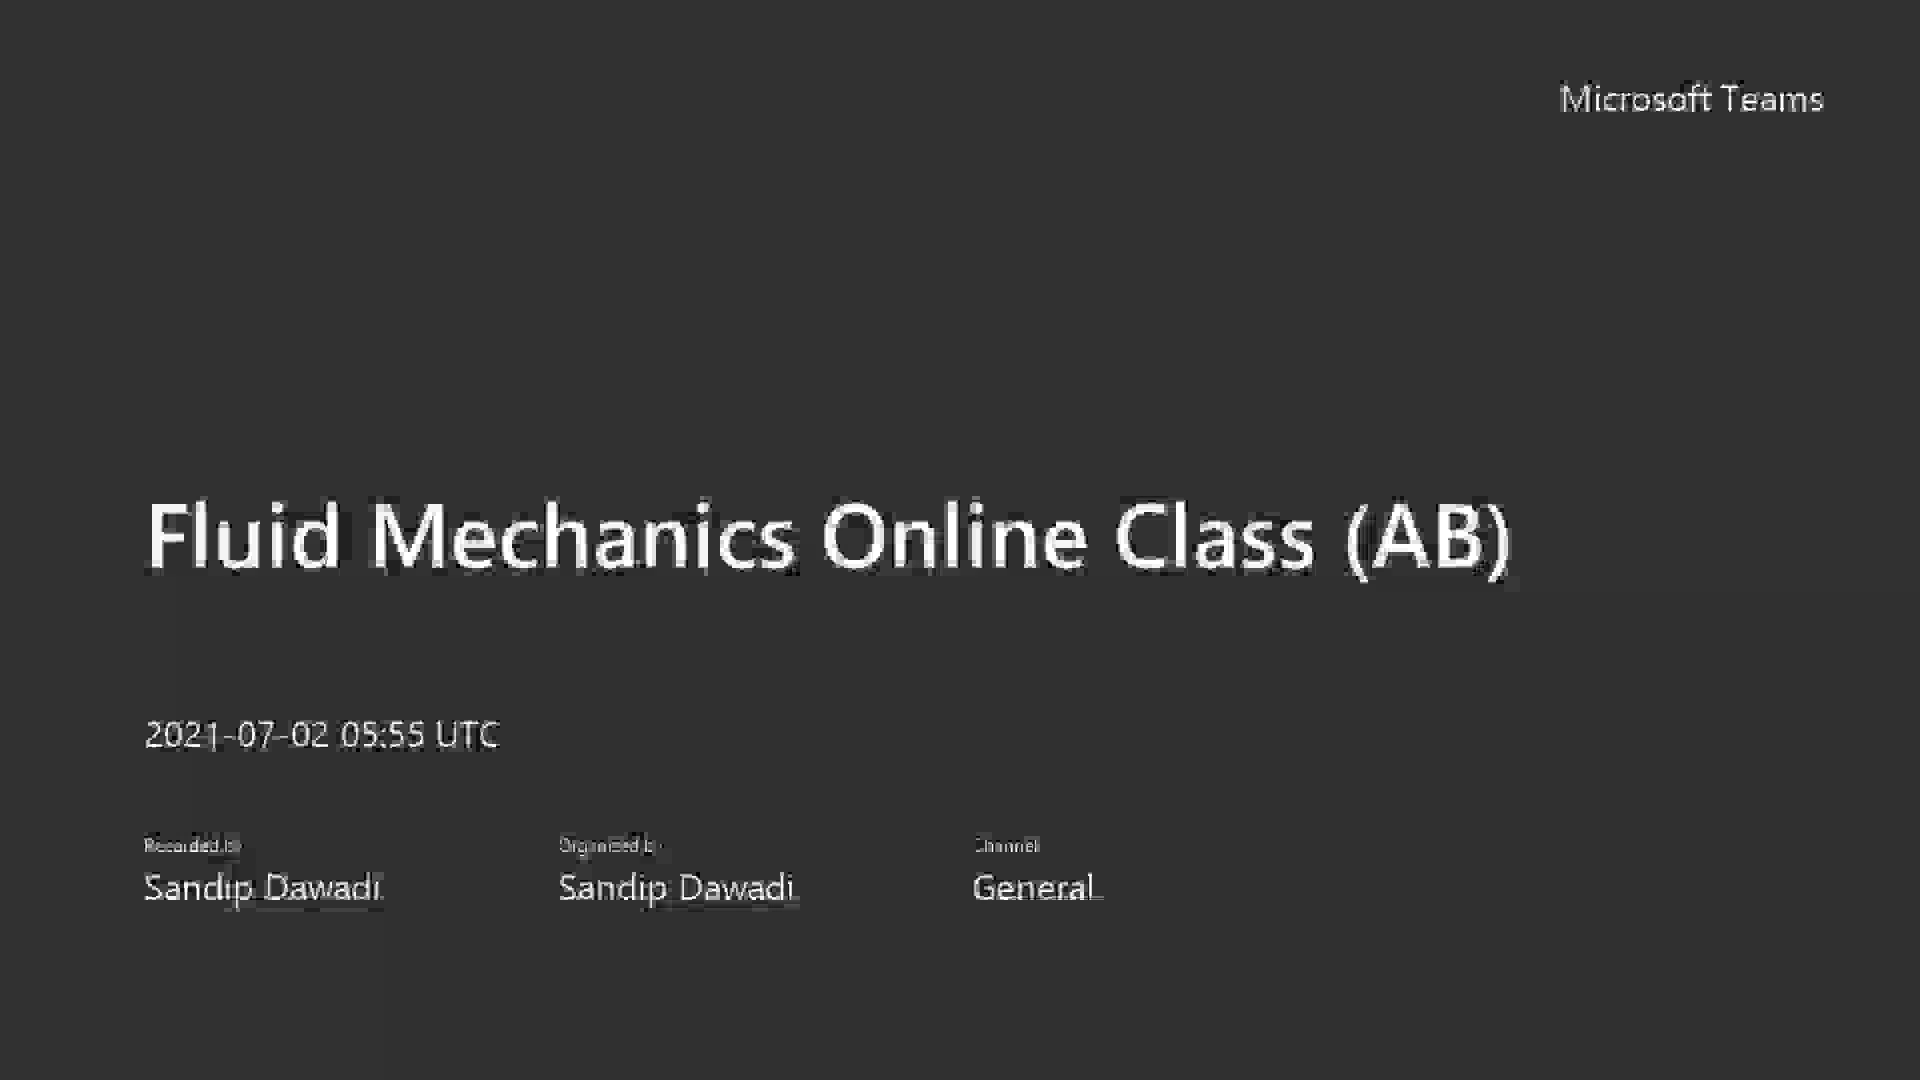 Microsoft Teams
Fluid Mechanics Online Class (AB)
2021-07-02 05:55 UTC
Recorded by Organized by Channel
Sandip Dawadi Sandip Dawadi General